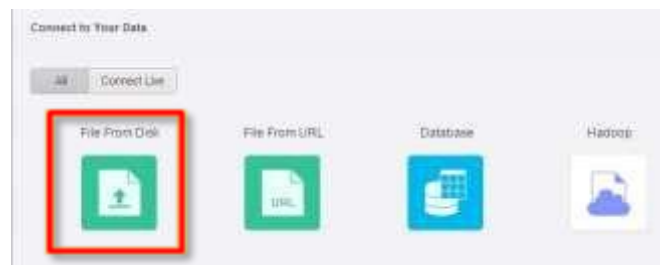 Connect to Your Data
All Connect Live
File From Disk File From URL Database Hadoop
URL